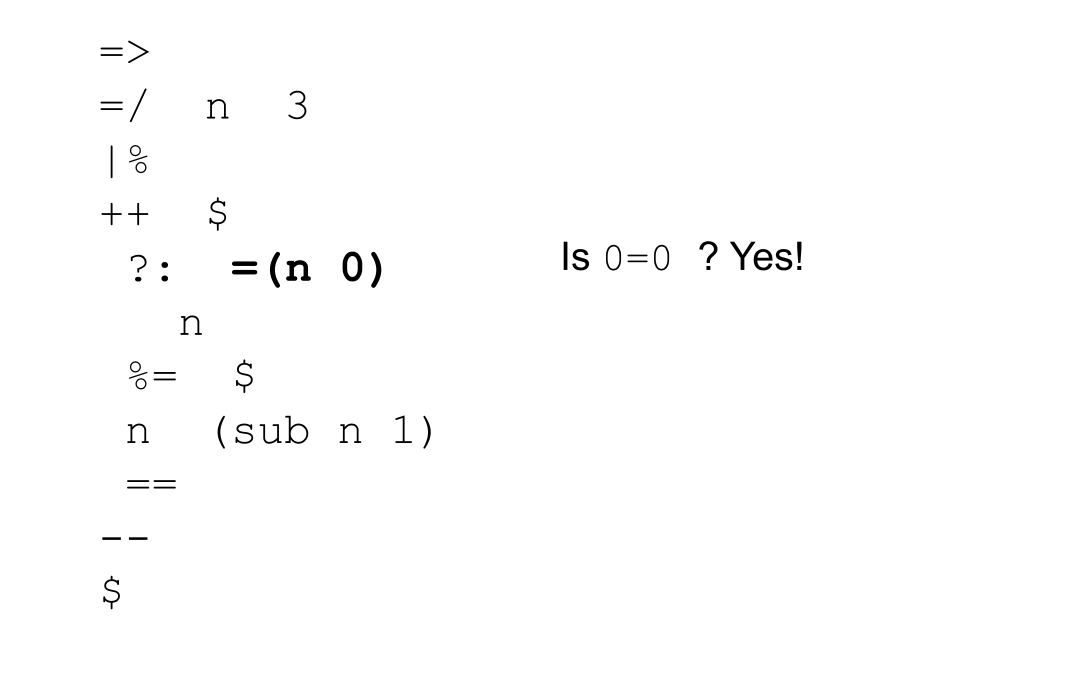 =>
=/  n  3
|%
++  $
?:  =(n 0)
n
%=  $
n  (sub n 1)
==
--
$
Is 0=0 ? Yes!